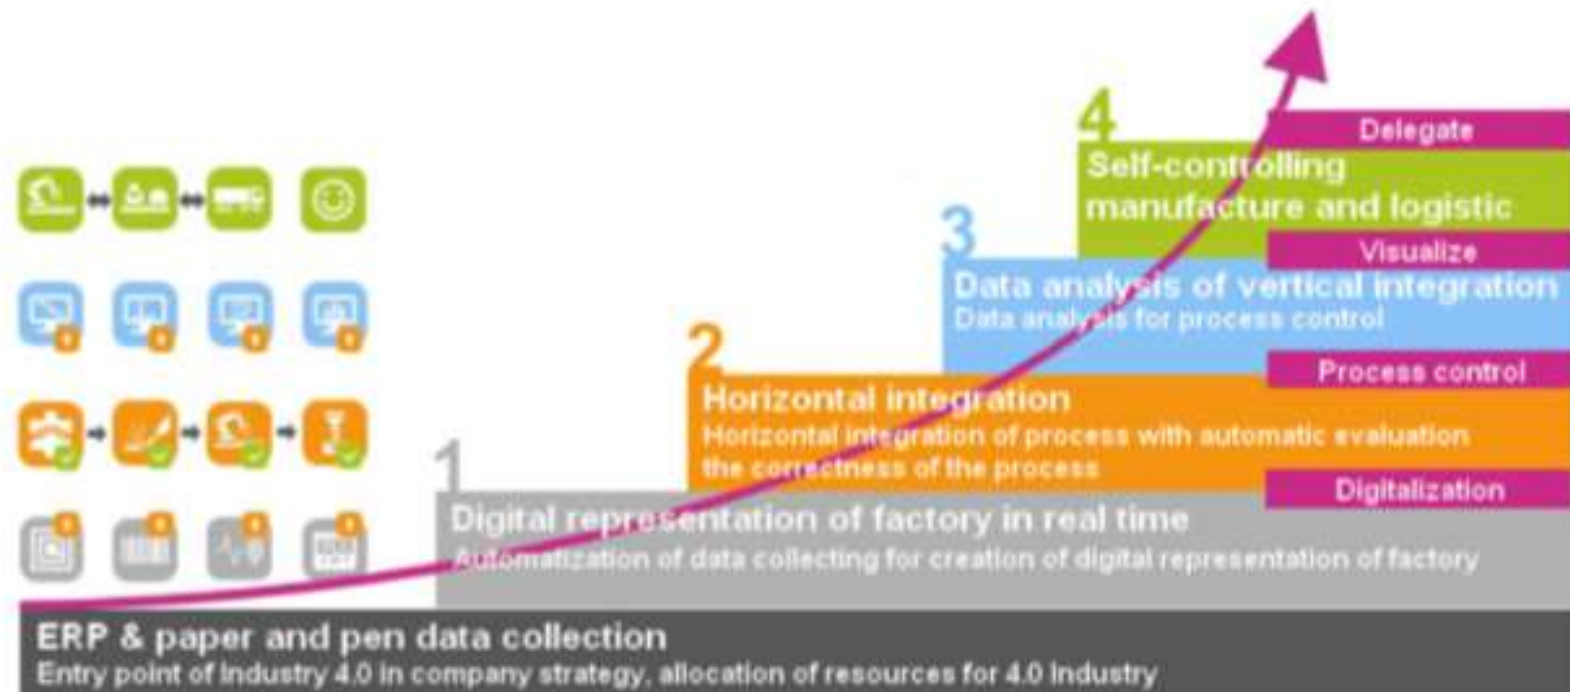 4
Delegate
Self-controlling
manufacture and logistic
3
Visualize
Data analysis of vertical integration
Data analysis for process control
2
Process control
Horizontal integration
Horizontal integration of process with automatic evaluation
the correctness of the process
1
Digitalization
Digital representation of factory in real time
Automatization of data collecting for creation of digital representation of factory
ERP & paper and pen data collection
Entry point of Industry 4.0 in company strategy, allocation of resources for 4.0 Industry